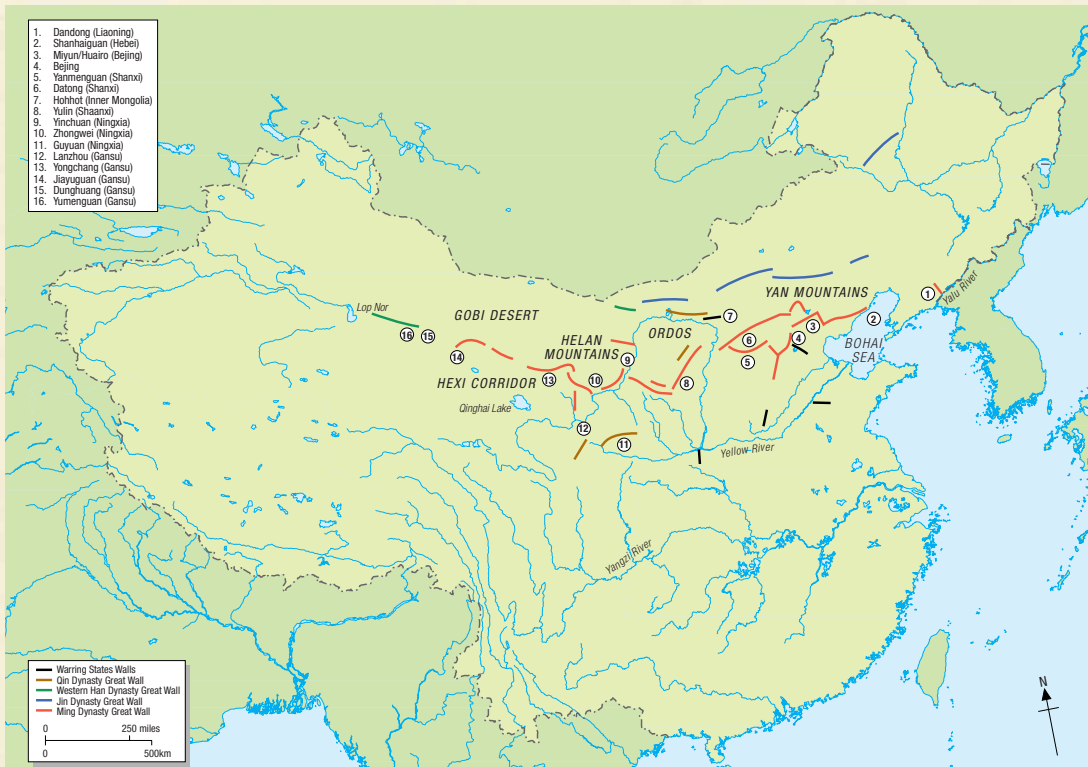 1. Dandong (Liaoning)
2. Shanhaiguan (Hebei)
3. Miyun/Huairo (Bejing)
4. Bejing
5. Yanmenguan (Shanxi)
6. Datong (Shanxi)
7. Hohhot (Inner Mongolia)
8. Yulin (Shaanxi)
9. Yinchuan (Ningxia)
10. Zhongwei (Ningxia)
11. Guyuan (Ningxia)
12. Lanzhou (Gansu)
13. Yongchang (Gansu)
14. Jiayuguan (Gansu)
15. Dunghuang (Gansu)
16. Yumenguan (Gansu)
Lop Nor
16
15
GOBI DESERT
14
HEXI CORRIDOR
13
Qinghai Lake
HELAN
MOUNTAINS
9
10
12
11
ORDOS
7
8
YAN MOUNTAINS
6
5
4
3
2
1
Yalu River
BOHAI
SEA
Yellow River
Yangzi River
Warring States Walls
Qin Dynasty Great Wall
Western Han Dynasty Great Wall
Jin Dynasty Great Wall
Ming Dynasty Great Wall
0 250 miles
0 500km
N